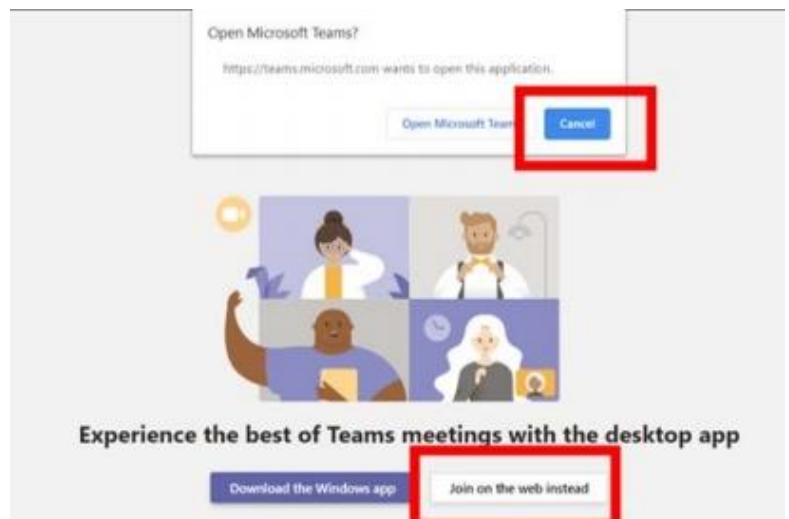 Open Microsoft Teams?
https://teams.microsoft.com wants to open this application.
Open Microsoft Team
Cancel
Experience the best of Teams meetings with the desktop app
Download the Windows app
Join on the web instead